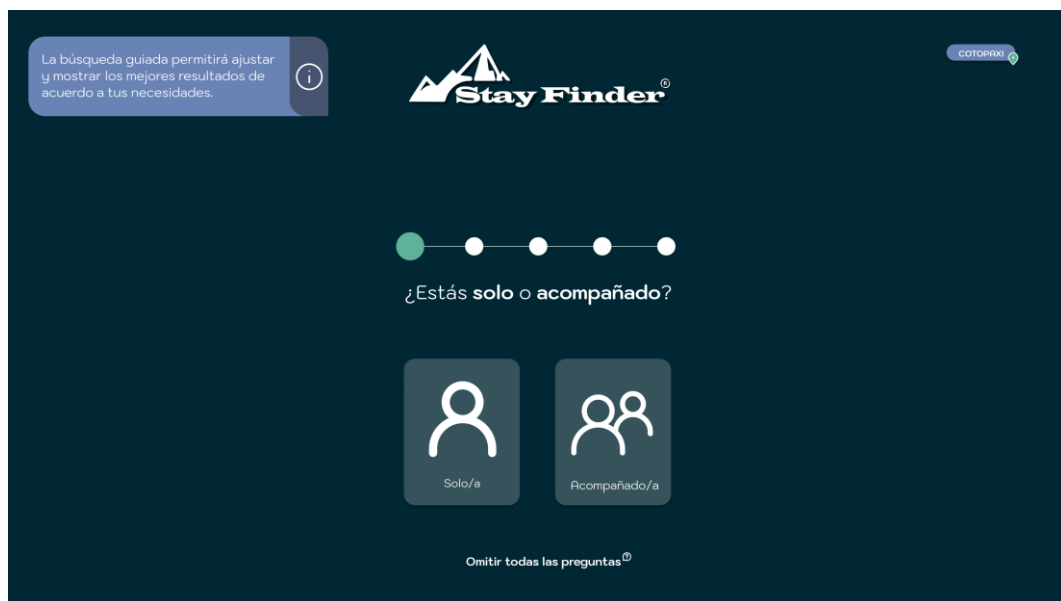 La búsqueda guiada permitirá ajustar
y mostrar los mejores resultados de
acuerdo a tus necesidades.
i
Stay Finder®
COTOPAXI
¿Estás solo o acompañado?
Solo/a
Acompañado/a
Omitir todas las preguntas?